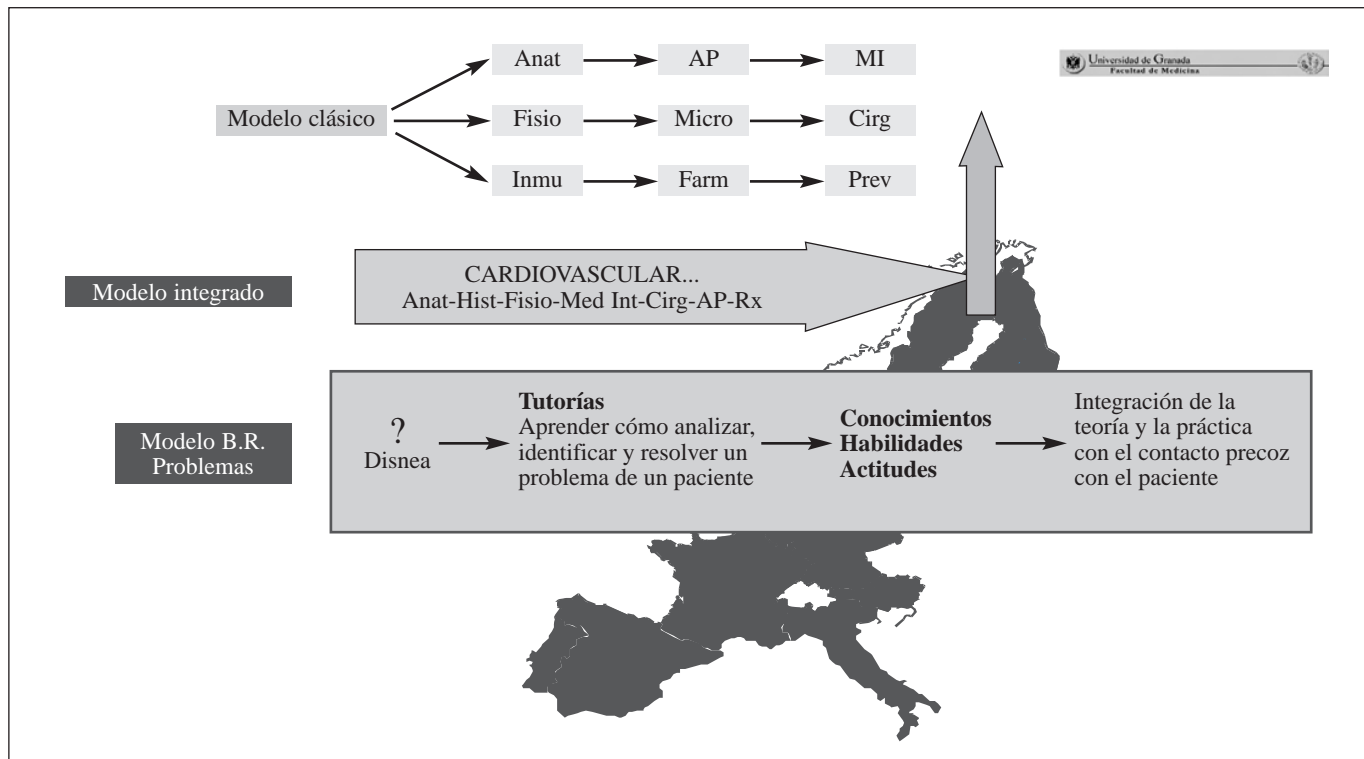 Anat
AP
MI
Universidad de Granada
Facultad de Medicina
Modelo clásico
Fisio
Micro
Cirg
Inmu
Farm
Prev
Modelo integrado
CARDIOVASCULAR...
Anat-Hist-Fisio-Med Int-Cirg-AP-Rx
Modelo B.R.
Problemas
?
Disnea
Tutorías
Aprender cómo analizar,
identificar y resolver un
problema de un paciente
Conocimientos
Habilidades
Actitudes
Integración de la
teoría y la práctica
con el contacto precoz
con el paciente